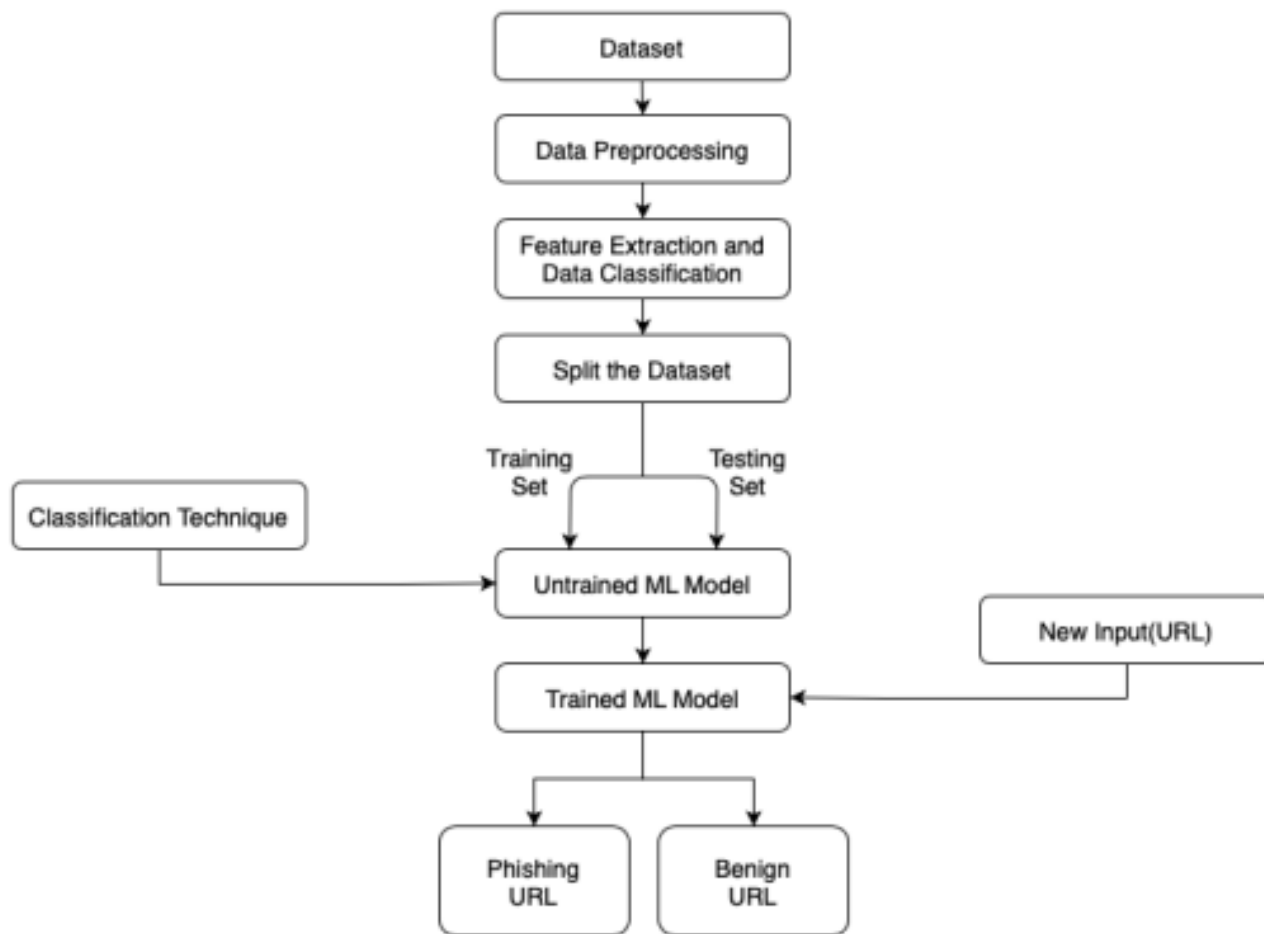 Dataset
Data Preprocessing
Feature Extraction and
Data Classification
Split the Dataset
Training
Set
Testing
Set
Classification Technique
Untrained ML Model
New Input(URL)
Trained ML Model
Phishing
URL
Benign
URL